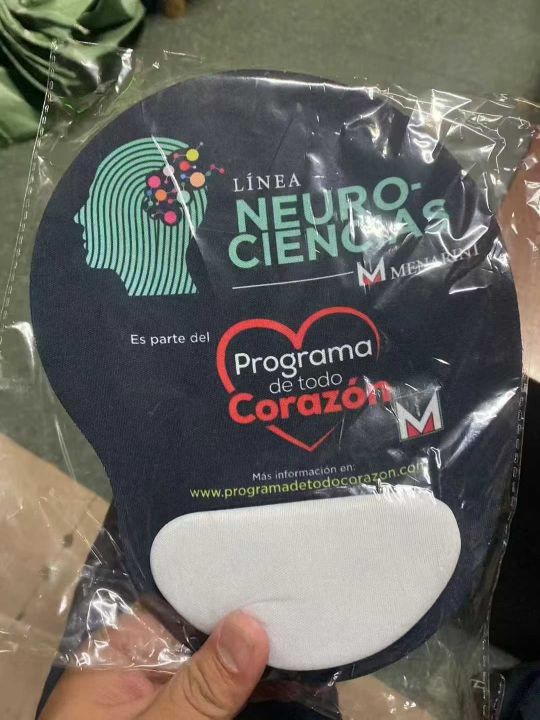 LÍNEA
NEURO-
CIENCIAS
MENARINI
Es parte del
Programa
de todo
Corazón
M
Más información en:
www.programadetodocorazon.com